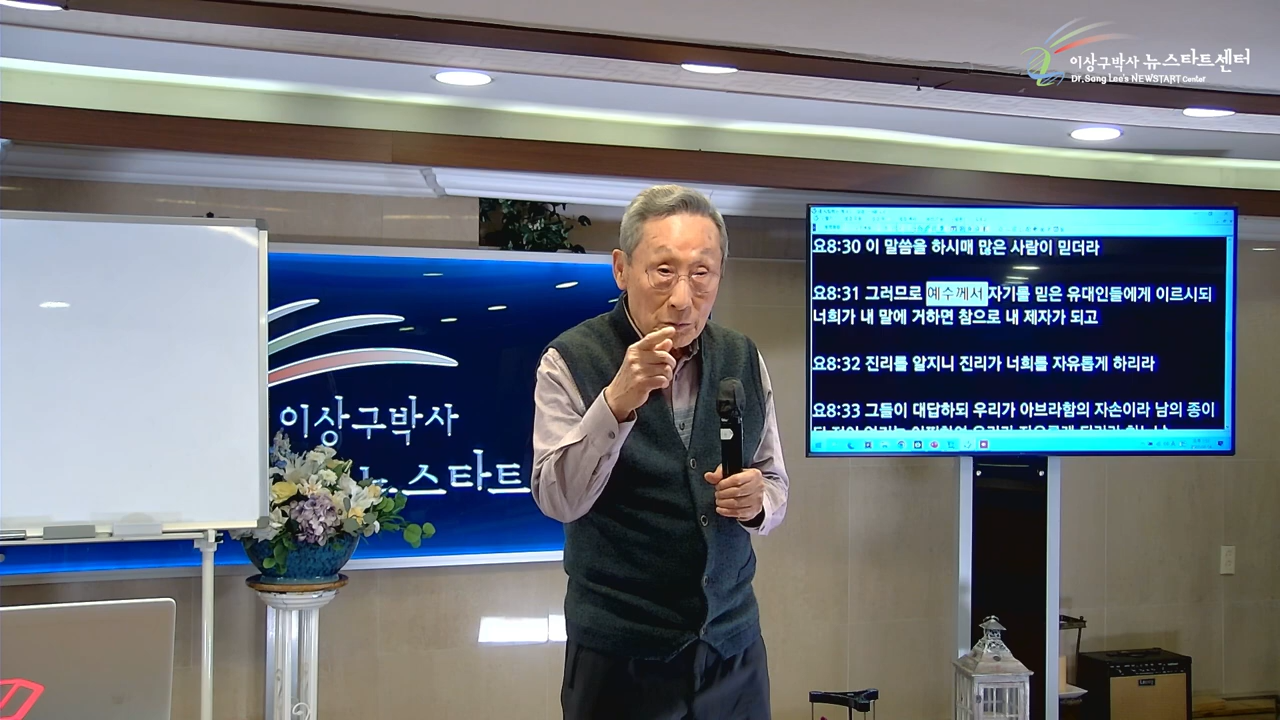 이상구박사 뉴스타트센터
Dr. Sang Lee's NEWSTART Center
요8:30 이 말씀을 하시매 많은 사람이 믿더라
요8:31 그러므로 예수께서 자기를 믿은 유대인들에게 이르시되
너희가 내 말에 거하면 참으로 내 제자가 되고
요8:32 진리를 알지니 진리가 너희를 자유롭게 하리라
요8:33 그들이 대답하되 우리가 아브라함의 자손이라 남의 종이
이상구박사
뉴스타트